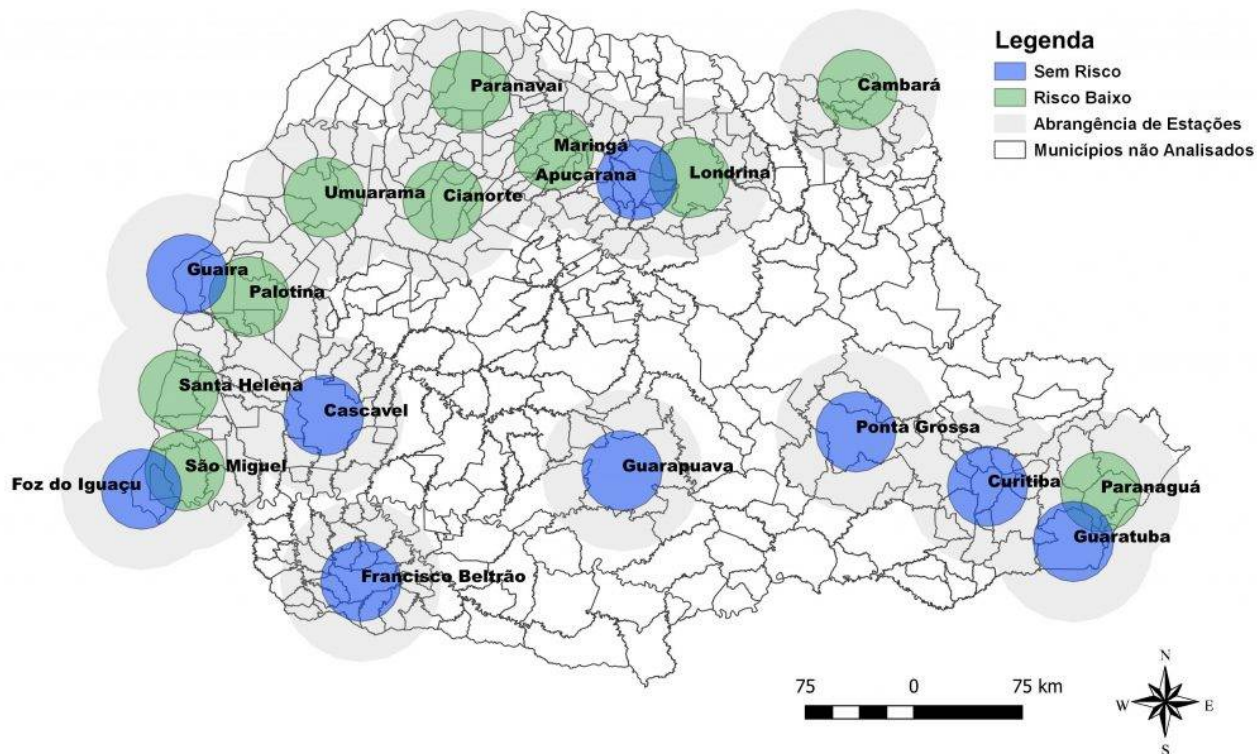 Legenda
Sem Risco
Risco Baixo
Abrangência de Estações
Municípios não Analisados
Paranavai
Cambará
Maringá
Apucarana
Londrina
Umuarama
Cianorte
Guaira
Palotina
Santa Helena
Cascavel
Ponta Grossa
São Miguel
Guarapuava
Foz do Iguaçu
Curitiba
Paranaguá
Guaratuba
Francisco Beltrão
75 0 75 km
N
W E
S